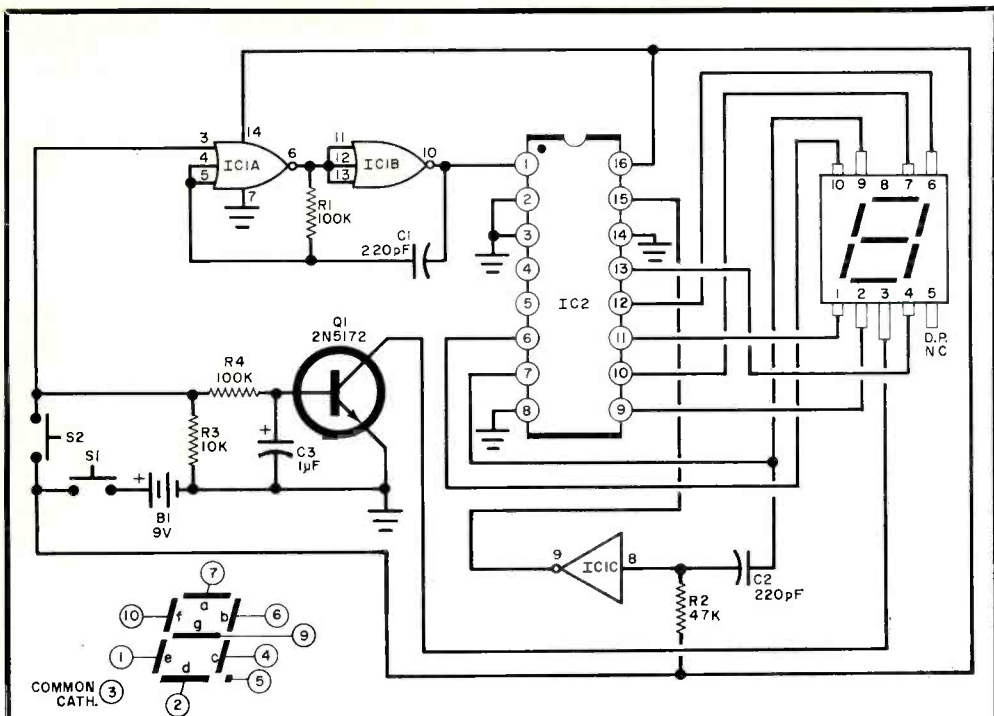 3
4
5
14
6
IC1A
7
11
12
13
IC1B
10
R1
100K
C1
220pF
1
2
3
4
5
6
7
8
IC2
16
15
14
13
12
11
10
9
10 9 8 7 6
1 2 3 4 5
D.P.
NC
Q1
2N5172
R4
100K
R3
10K
+
C3
1µF
S2
S1
+
B1
9V
9
IC1C
8
C2
220pF
R2
47K
7
a
10
f
b
6
g
9
1
e
c
4
d
5
COMMON
CATH.
3
2